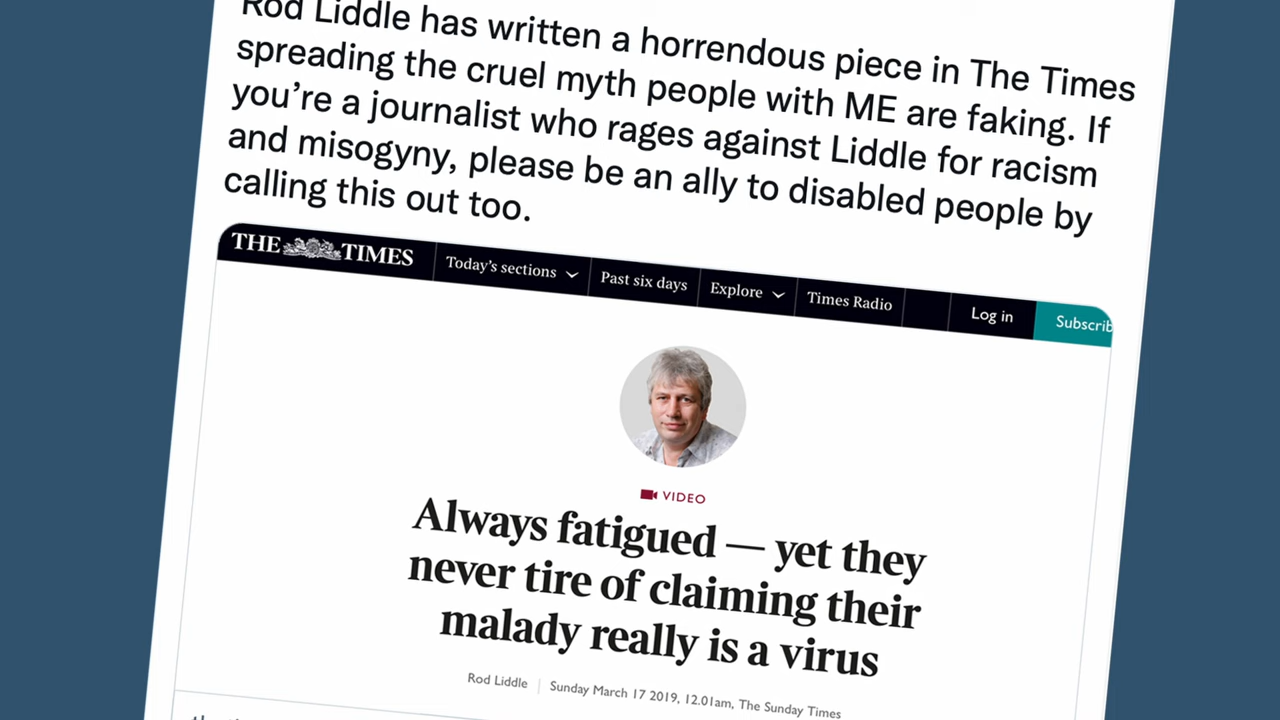 Rod Liddle has written a horrendous piece in The Times
spreading the cruel myth people with ME are faking. If
you're a journalist who rages against Liddle for racism
and misogyny, please be an ally to disabled people by
calling this out too.
THE TIMES
Today's sections
Past six days
Explore
Times Radio
Log in
Subscrib
VIDEO
Always fatigued — yet they
never tire of claiming their
malady really is a virus
Rod Liddle
Sunday March 17 2019, 12.01am, The Sunday Times